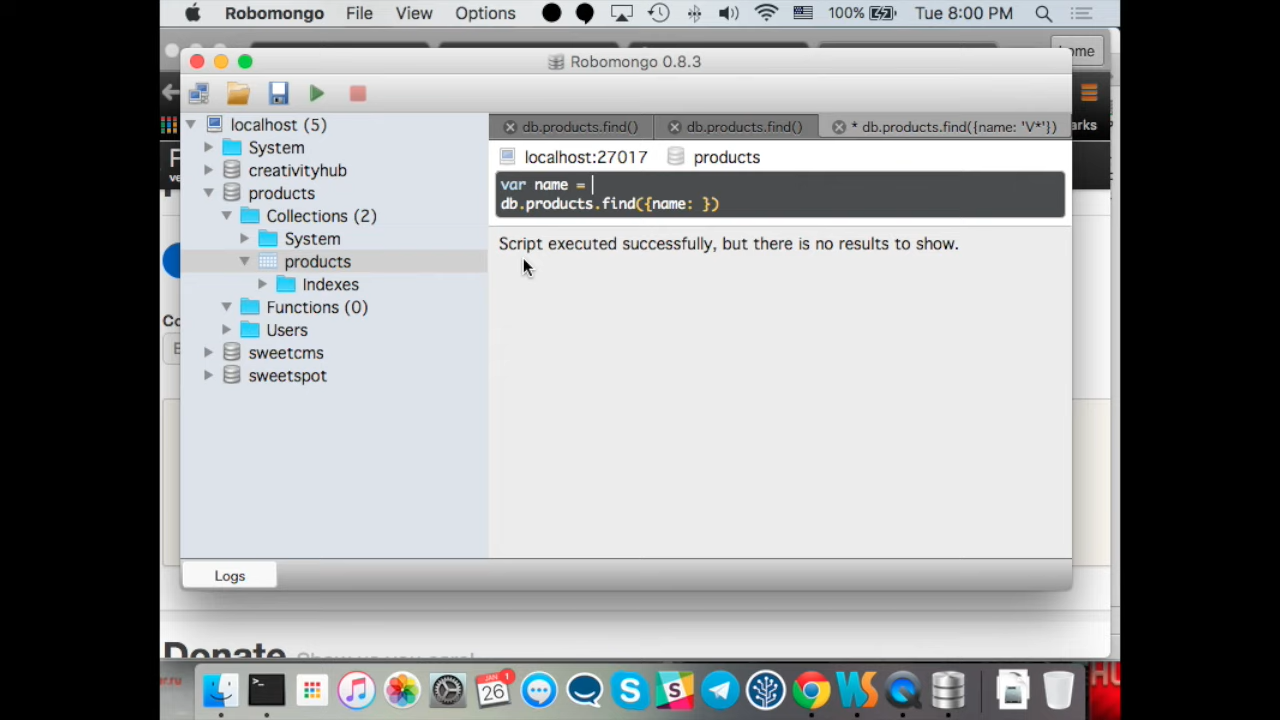 Robomongo File View Options 100% Tue 8:00 PM
Robomongo 0.8.3
localhost (5)
System
creativityhub
products
Collections (2)
System
products
Indexes
Functions (0)
Users
sweetcms
sweetspot
db.products.find() db.products.find() * db.products.find({name: 'V*'})
localhost:27017 products
var name =
db.products.find({name: })
Script executed successfully, but there is no results to show.
Logs
Donate
JAN 1
26